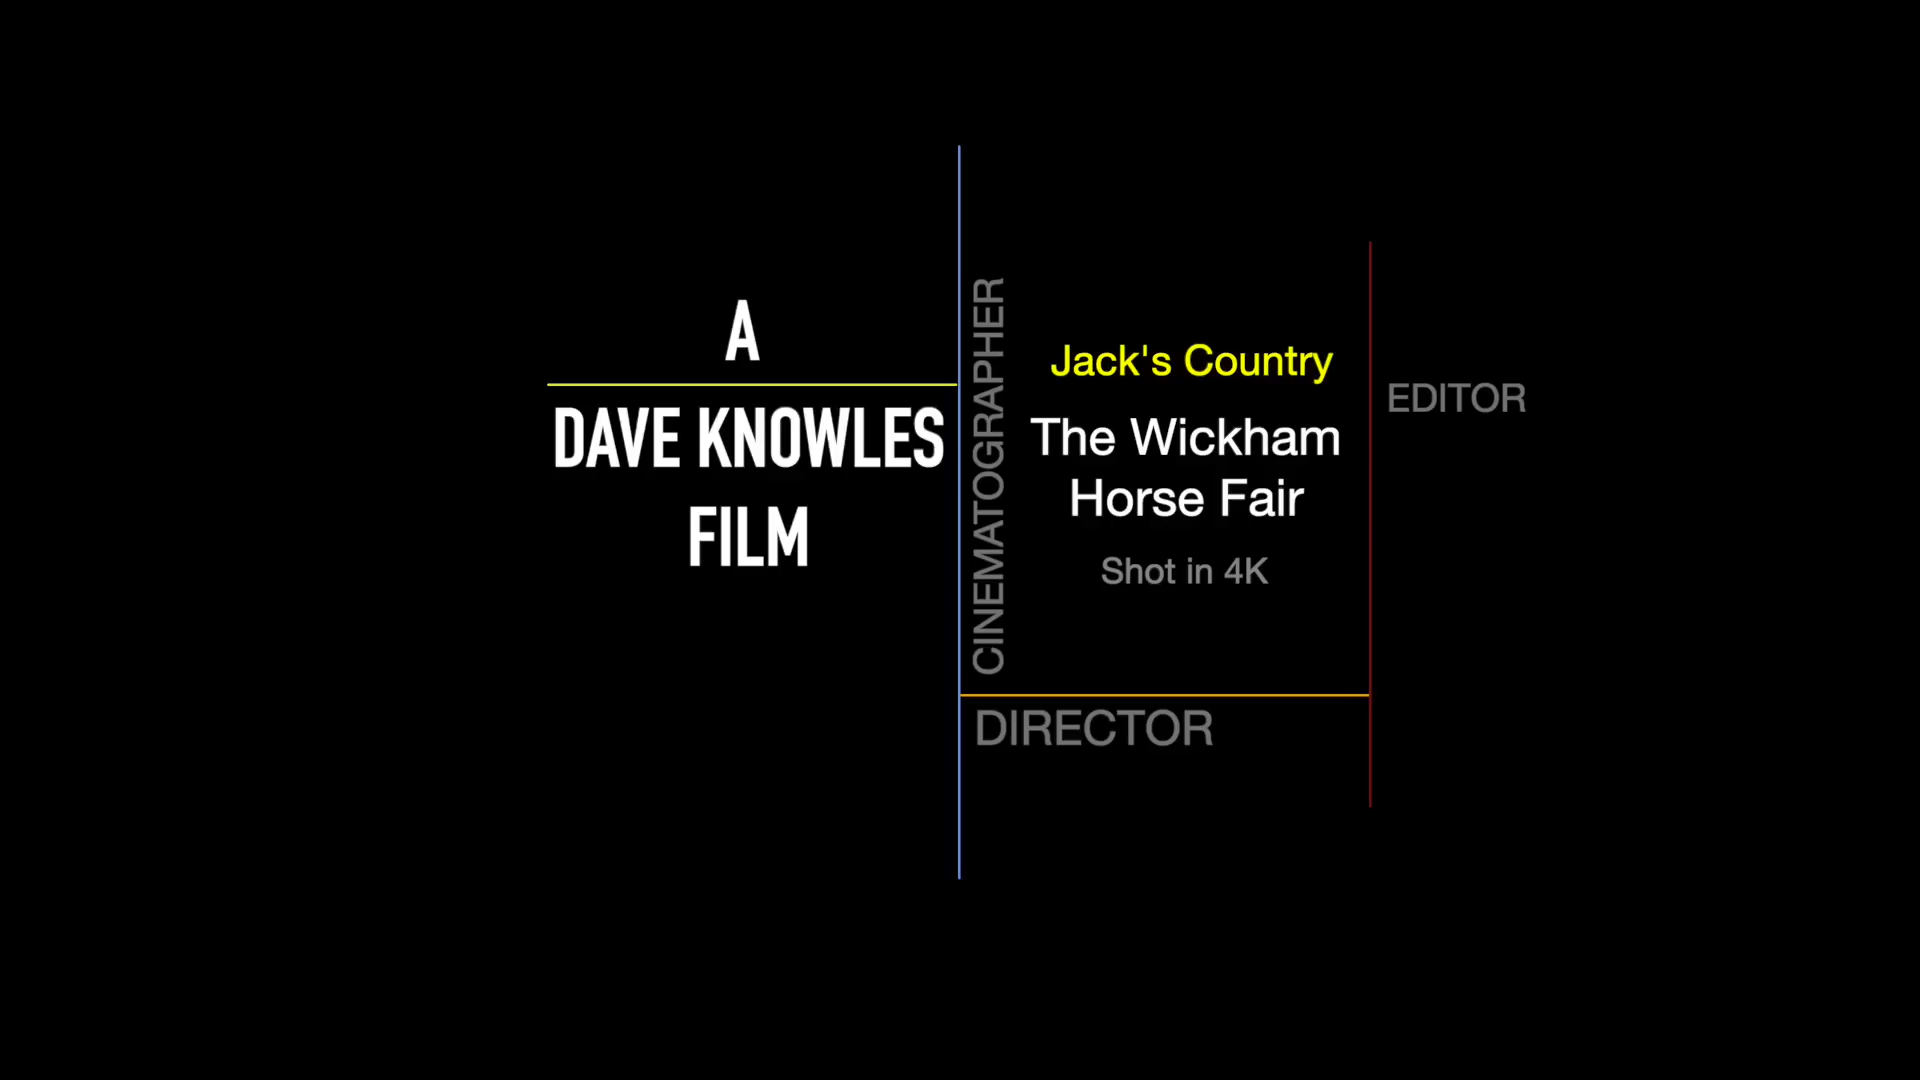 A
DAVE KNOWLES
FILM
CINEMATOGRAPHER
Jack's Country
The Wickham
Horse Fair
Shot in 4K
DIRECTOR
EDITOR